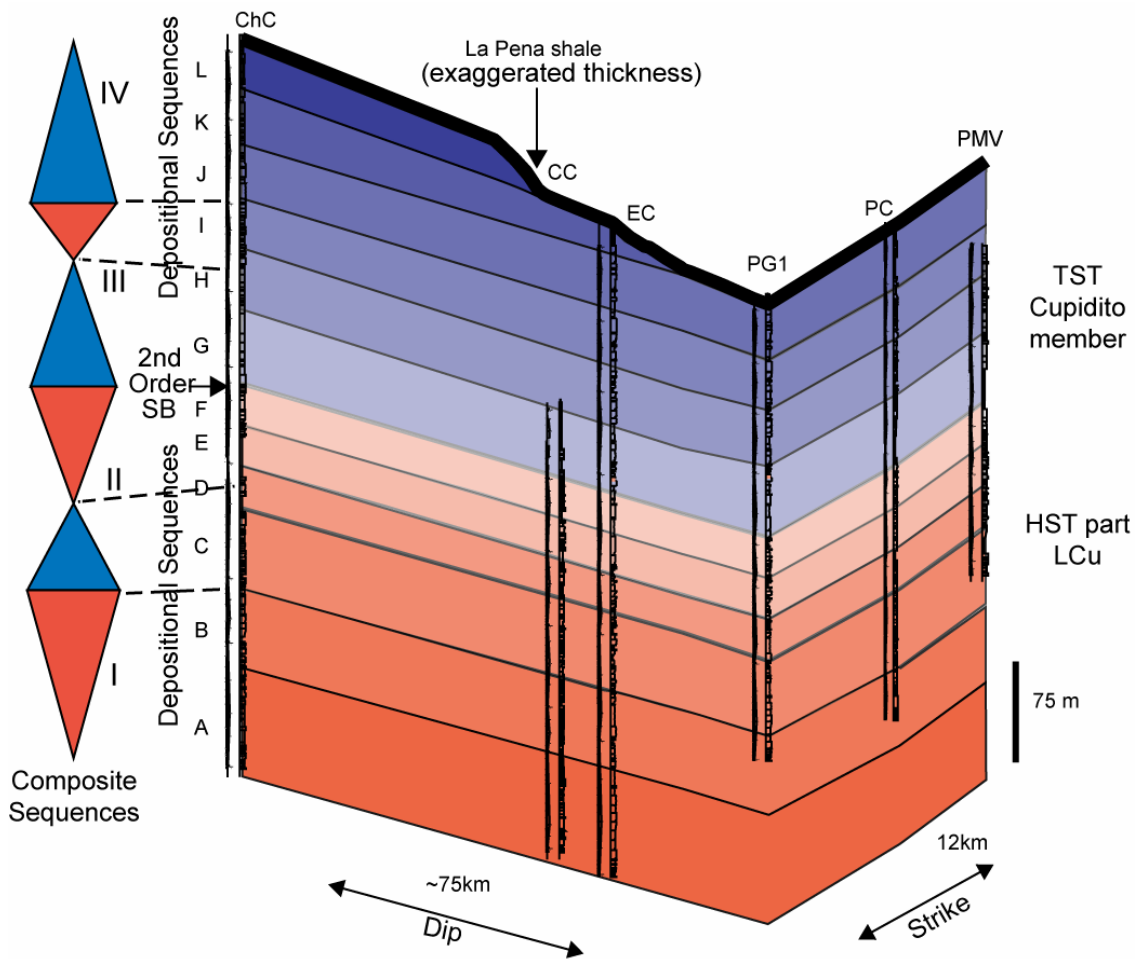 ChC
La Pena shale
(exaggerated thickness)
CC
EC
PG1
PC
PMV
IV
III
II
I
Composite
Sequences
Depositional Sequences
Depositional Sequences
L
K
J
I
H
G
F
E
D
C
B
A
2nd
Order
SB
TST
Cupidito
member
HST part
LCu
75 m
~75km
Dip
12km
Strike